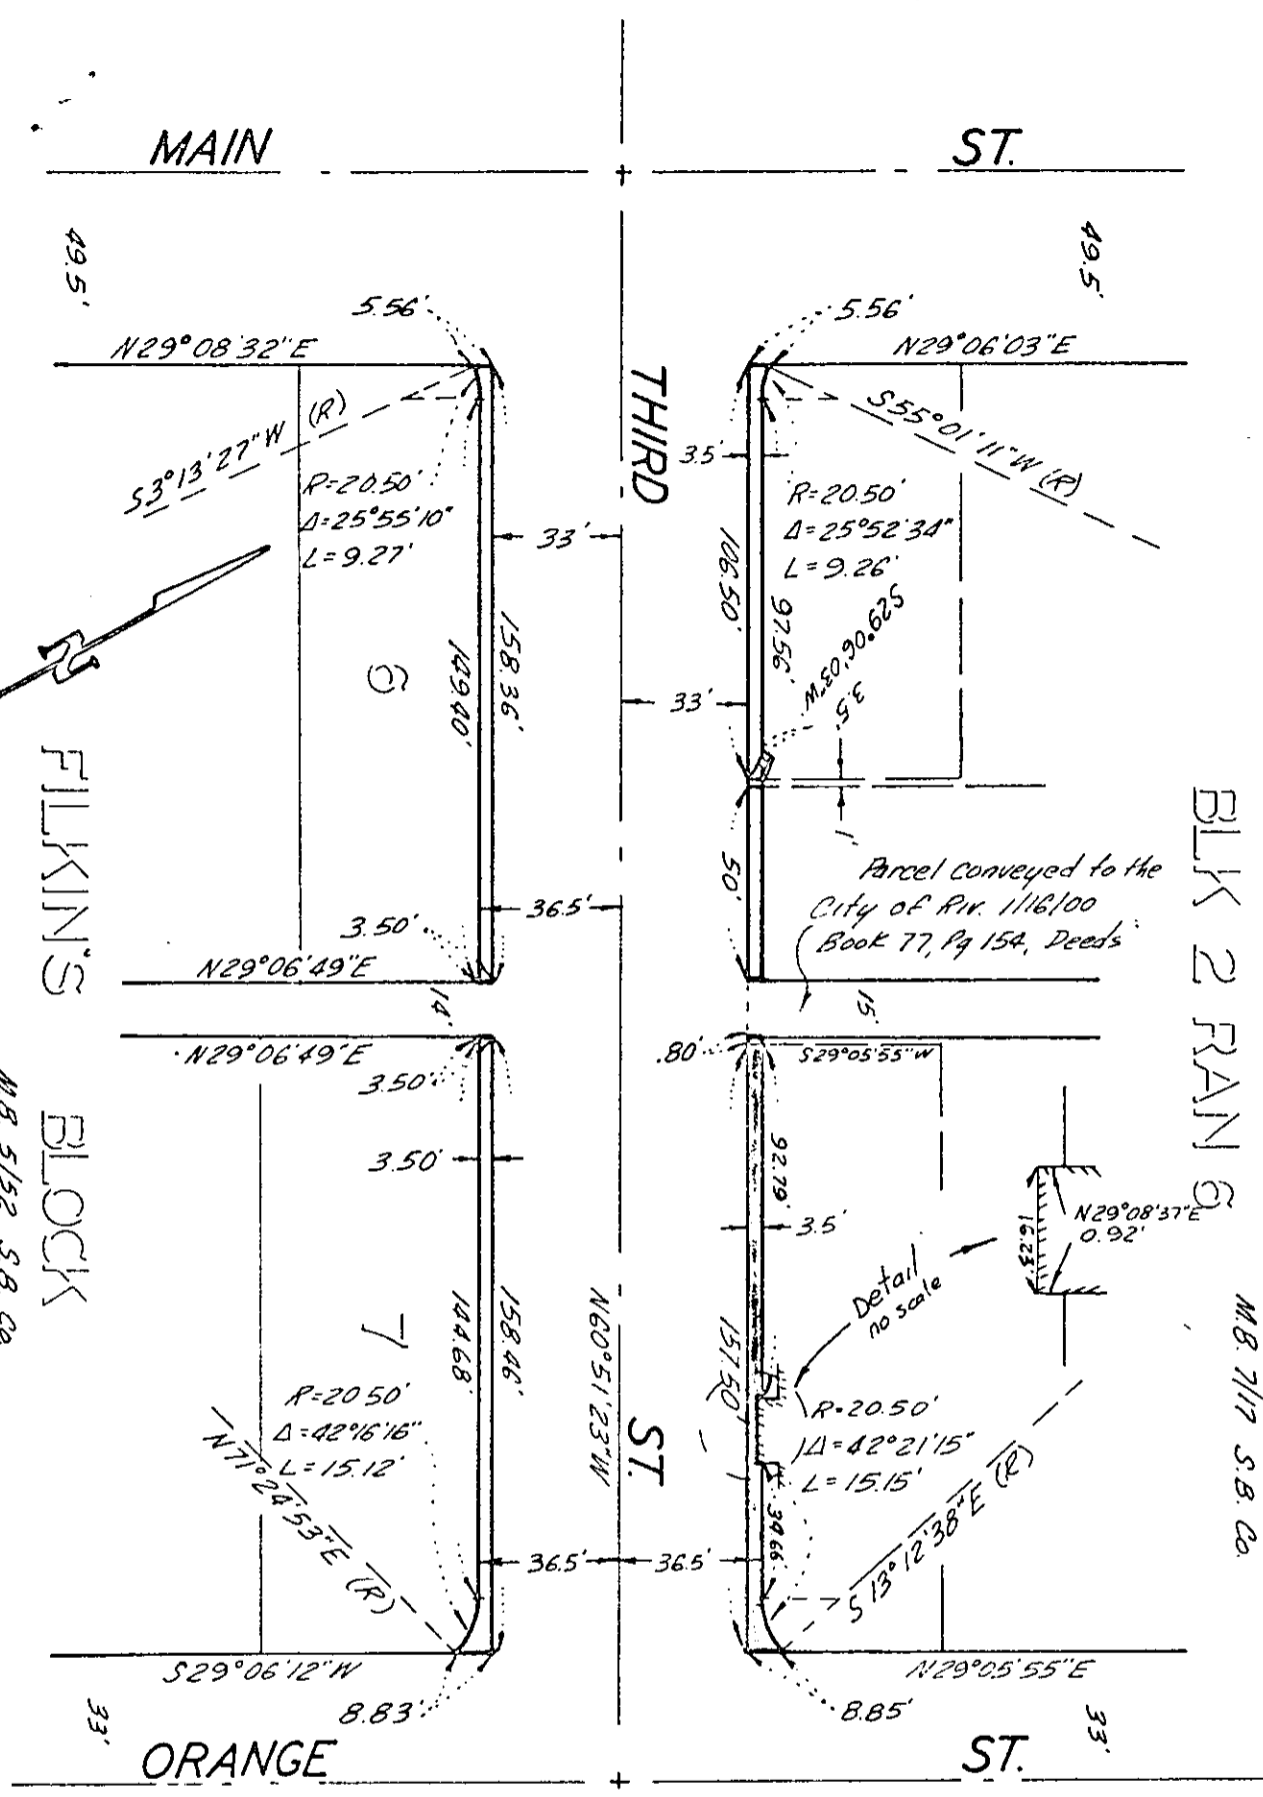 MAIN ST.
49.5'
49.5'
5.56'
5.56'
N29°08'32"E
N29°06'03"E
THIRD
S3°13'27"W (R)
S55°01'11"W (R)
3.5'
R=20.50'
Δ=25°55'10"
L=9.27'
R=20.50'
Δ=25°52'34"
L=9.26'
33'
106.50'
97.56'
S29°06'03"W
3.5'
158.36'
149.40'
6
33'
1'
50'
Parcel conveyed to the
City of Riv. 1/16/00
Book 77, Pg 154, Deeds
BLK 2 RAN 6
M.B. 7/17 S.B. Co.
FILKIN'S BLOCK
M.B. 5/52 S.B. Co.
36.5'
3.50'
N29°06'49"E
14'
15'
N29°06'49"E
.80'
S29°05'55"W
3.50'
3.50'
92.79'
3.5'
N29°08'37"E
0.92'
16.23'
Detail
no scale
7
158.46'
144.68'
N60°51'23"W
157.50'
R=20.50'
Δ=42°16'16"
L=15.12'
R=20.50'
Δ=42°21'15"
L=15.15'
ST.
N71°24'53"E (R)
34.66'
S13°12'38"E (R)
36.5'
36.5'
S29°06'12"W
N29°05'55"E
8.83'
8.85'
33'
33'
ORANGE ST.